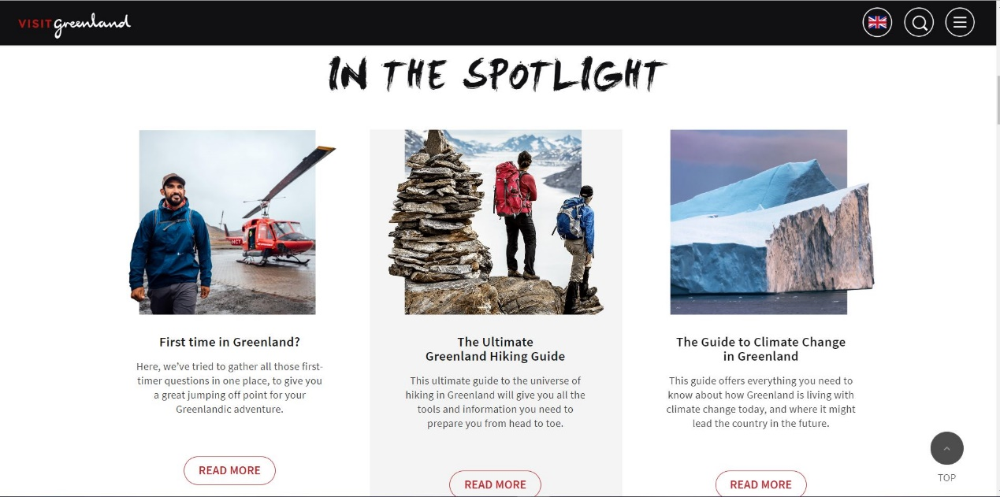 VISIT greenland
IN THE SPOTLIGHT
HCT
First time in Greenland?
Here, we've tried to gather all those first-
timer questions in one place, to give you
a great jumping off point for your
Greenlandic adventure.
READ MORE
The Ultimate
Greenland Hiking Guide
This ultimate guide to the universe of
hiking in Greenland will give you all the
tools and information you need to
prepare you from head to toe.
READ MORE
The Guide to Climate Change
in Greenland
This guide offers everything you need to
know about how Greenland is living with
climate change today, and where it might
lead the country in the future.
READ MORE
TOP